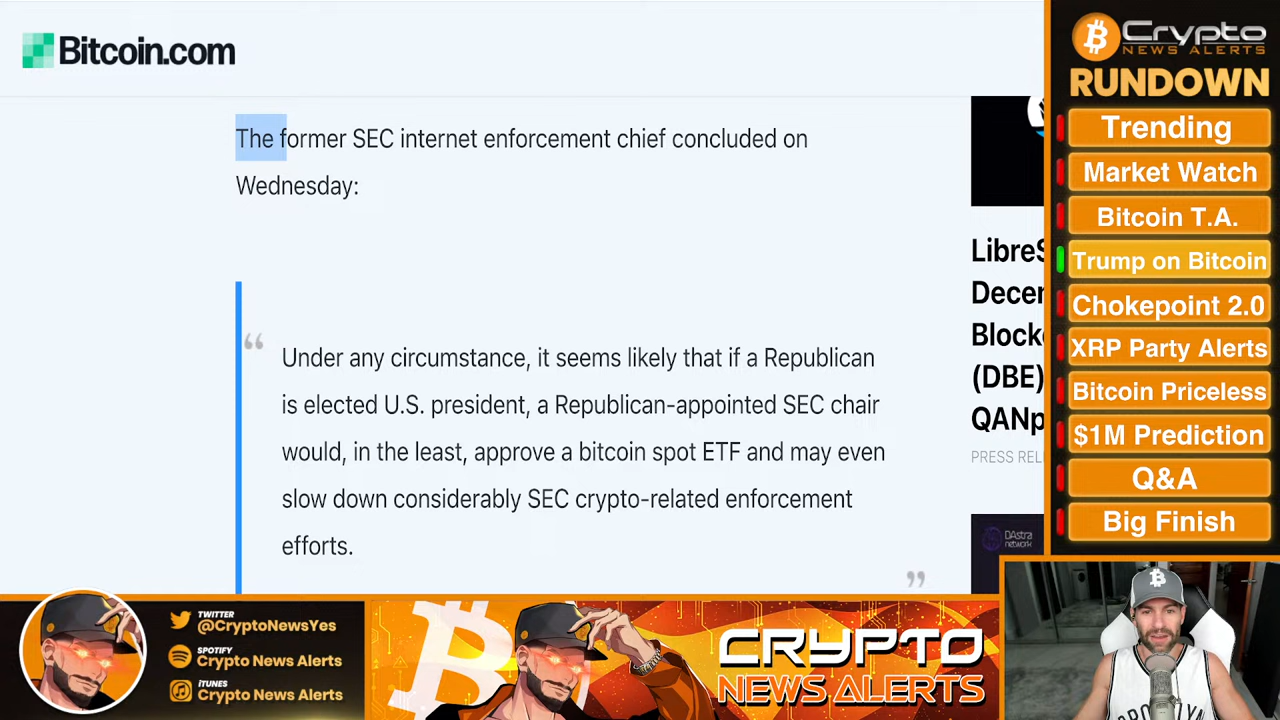 Bitcoin.com
The former SEC internet enforcement chief concluded on
Wednesday:
“
Under any circumstance, it seems likely that if a Republican
is elected U.S. president, a Republican-appointed SEC chair
would, in the least, approve a bitcoin spot ETF and may even
slow down considerably SEC crypto-related enforcement
efforts.
”
Decen
Block
(DBE)
QANp
PRESS REL
DAstra
network
Crypto
NEWS ALERTS
RUNDOWN
Trending
Market Watch
Bitcoin T.A.
Trump on Bitcoin
Chokepoint 2.0
XRP Party Alerts
Bitcoin Priceless
$1M Prediction
Q&A
Big Finish
TWITTER
@CryptoNewsYes
SPOTIFY
Crypto News Alerts
iTUNES
Crypto News Alerts
CRYPTO
NEWS ALERTS